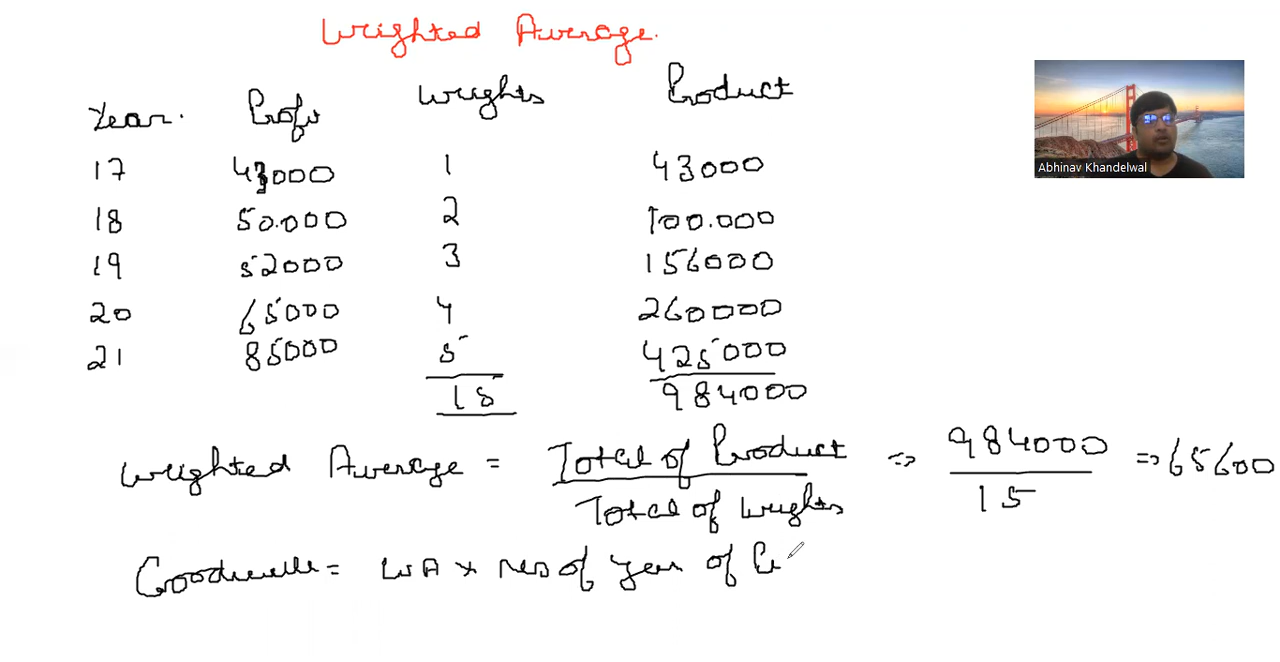 Weighted Average.
Year. Profit Weights Product
17 43000 1 43000
18 50.000 2 100.000
19 52000 3 156000
20 65000 4 260000
21 85000 5 425000
15 984000
Weighted Average = Total of Product / Total of Weights => 984000 / 15 => 65600
Goodwill = WA x no of year of
Abhinav Khandelwal